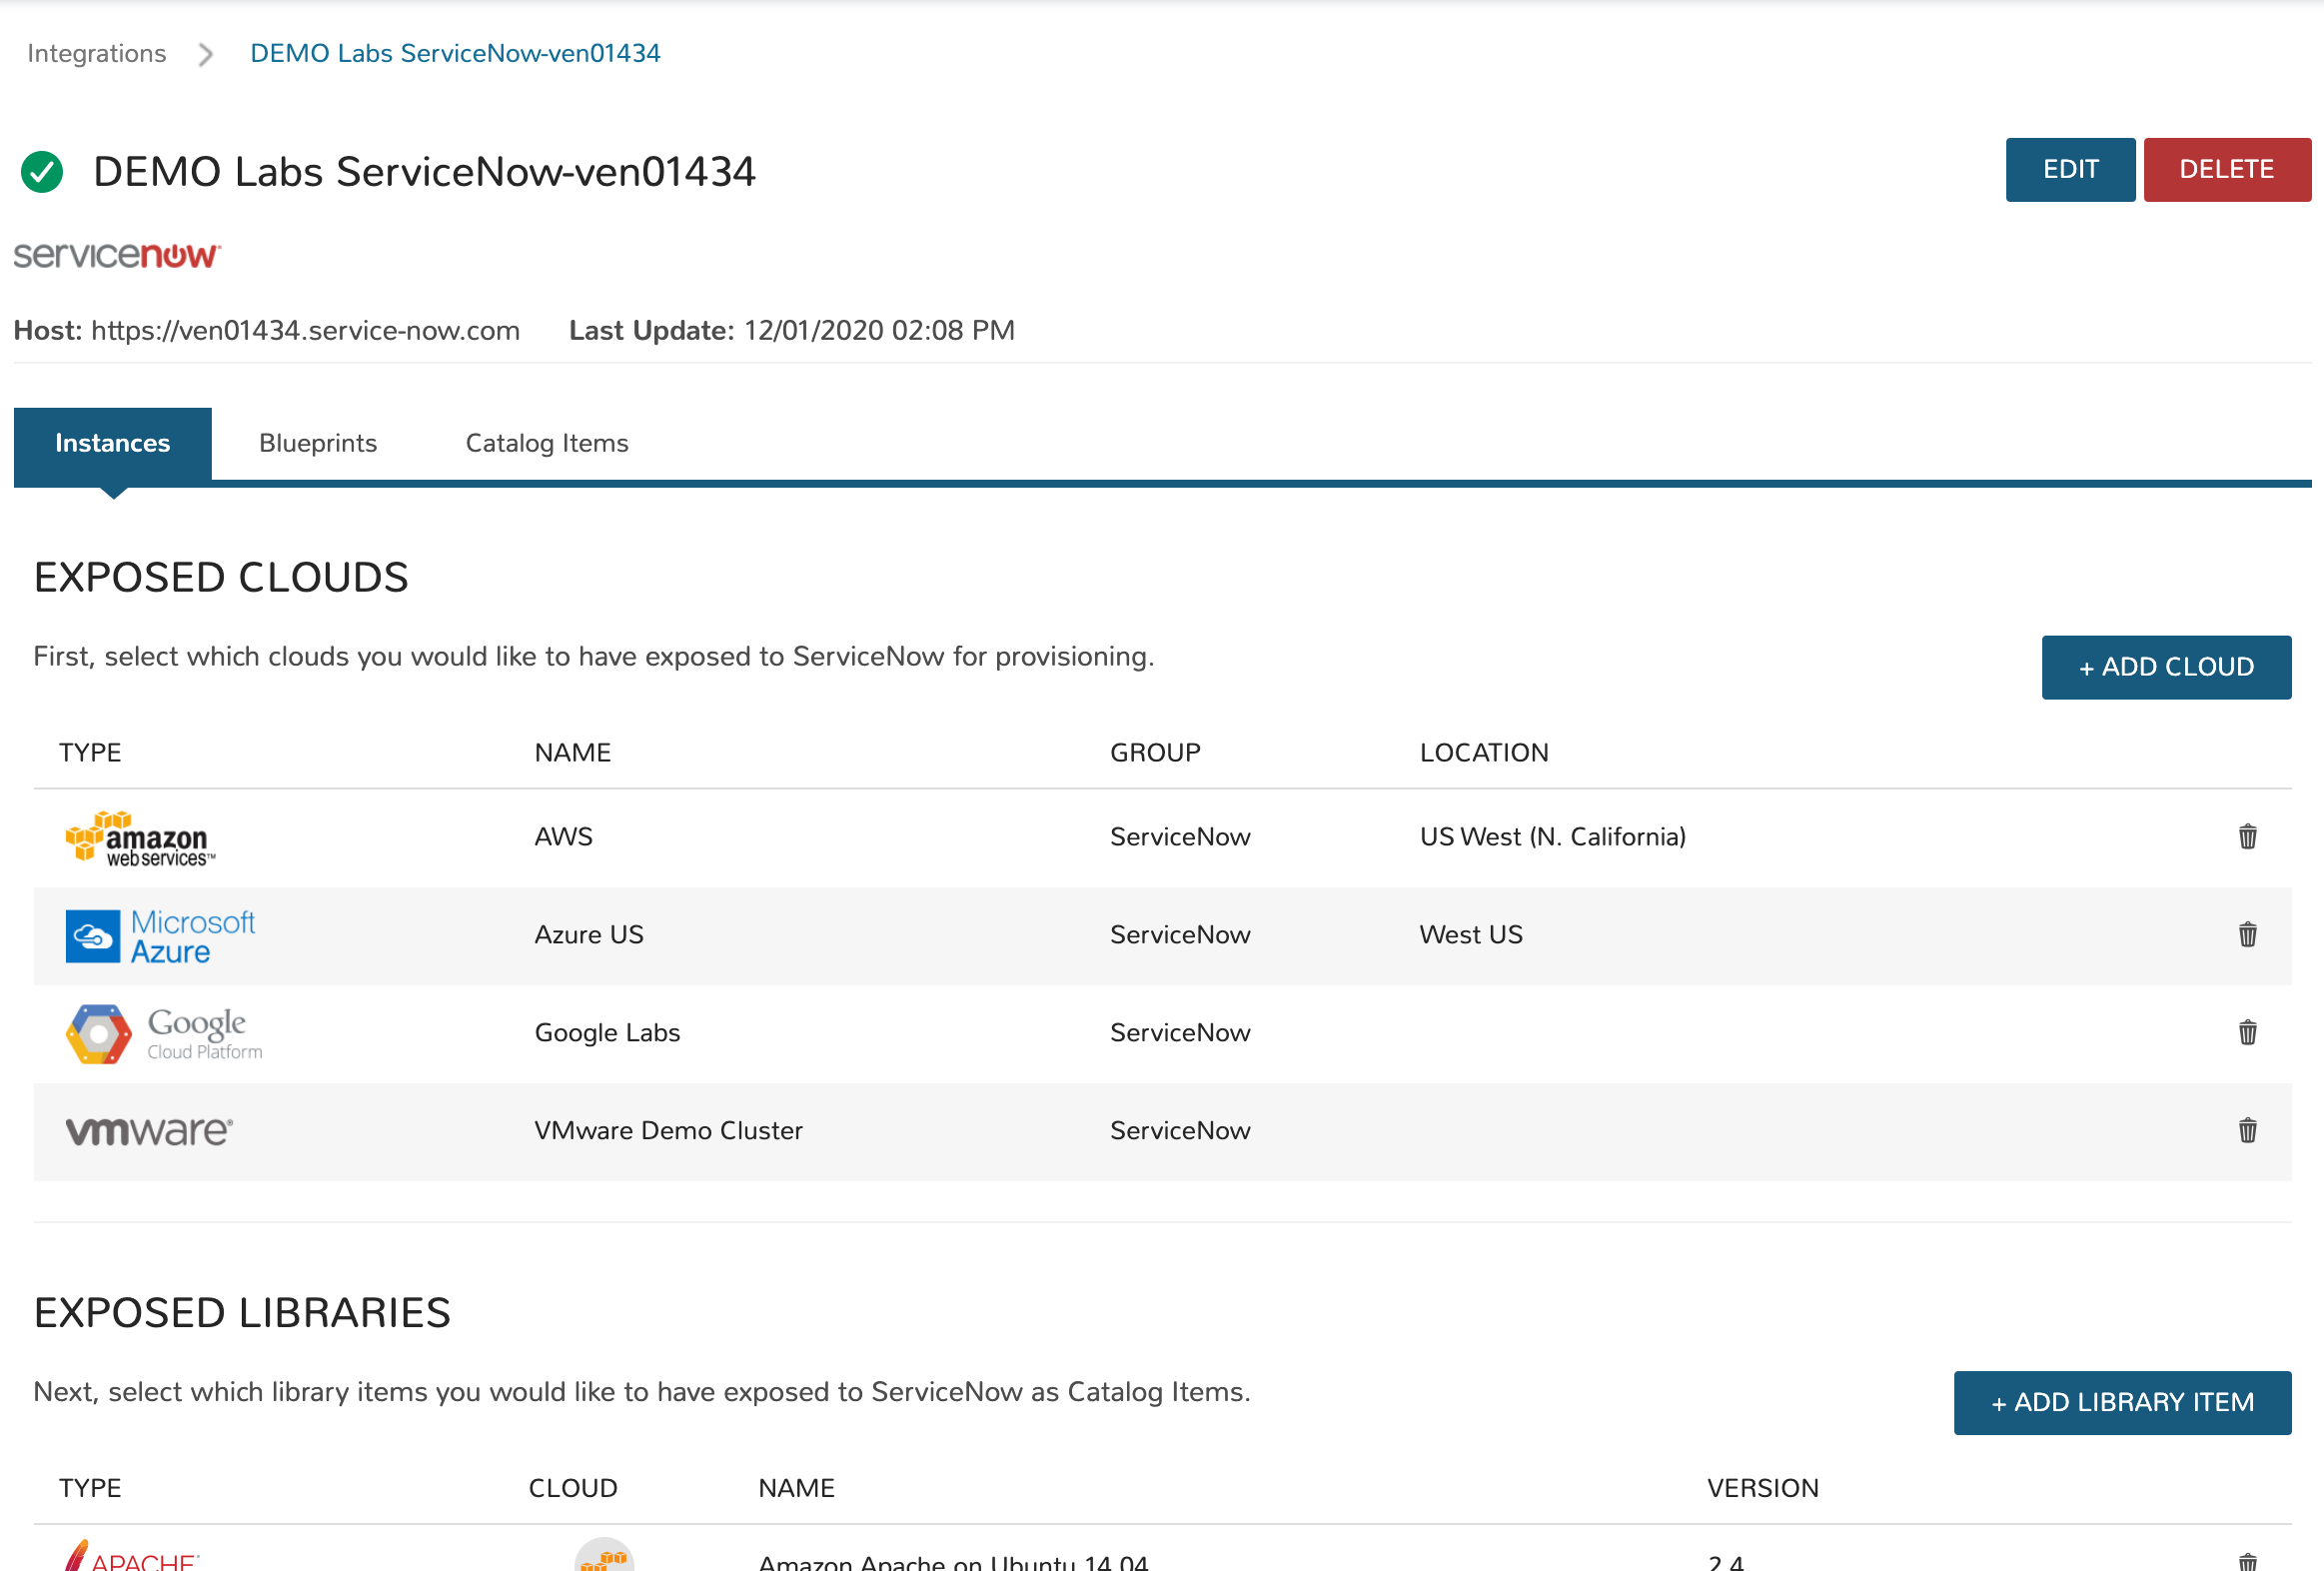 Integrations > DEMO Labs ServiceNow-ven01434
DEMO Labs ServiceNow-ven01434
EDIT
DELETE
servicenow
Host: https://ven01434.service-now.com Last Update: 12/01/2020 02:08 PM
Instances Blueprints Catalog Items
EXPOSED CLOUDS
First, select which clouds you would like to have exposed to ServiceNow for provisioning.
+ ADD CLOUD
TYPE NAME GROUP LOCATION
amazon
webservices™
AWS ServiceNow US West (N. California)
Microsoft
Azure
Azure US ServiceNow West US
Google
Cloud Platform
Google Labs ServiceNow
vmware® VMware Demo Cluster ServiceNow
EXPOSED LIBRARIES
Next, select which library items you would like to have exposed to ServiceNow as Catalog Items.
+ ADD LIBRARY ITEM
TYPE CLOUD NAME VERSION
APACHE Amazon Apache on Ubuntu 14.04 2.4